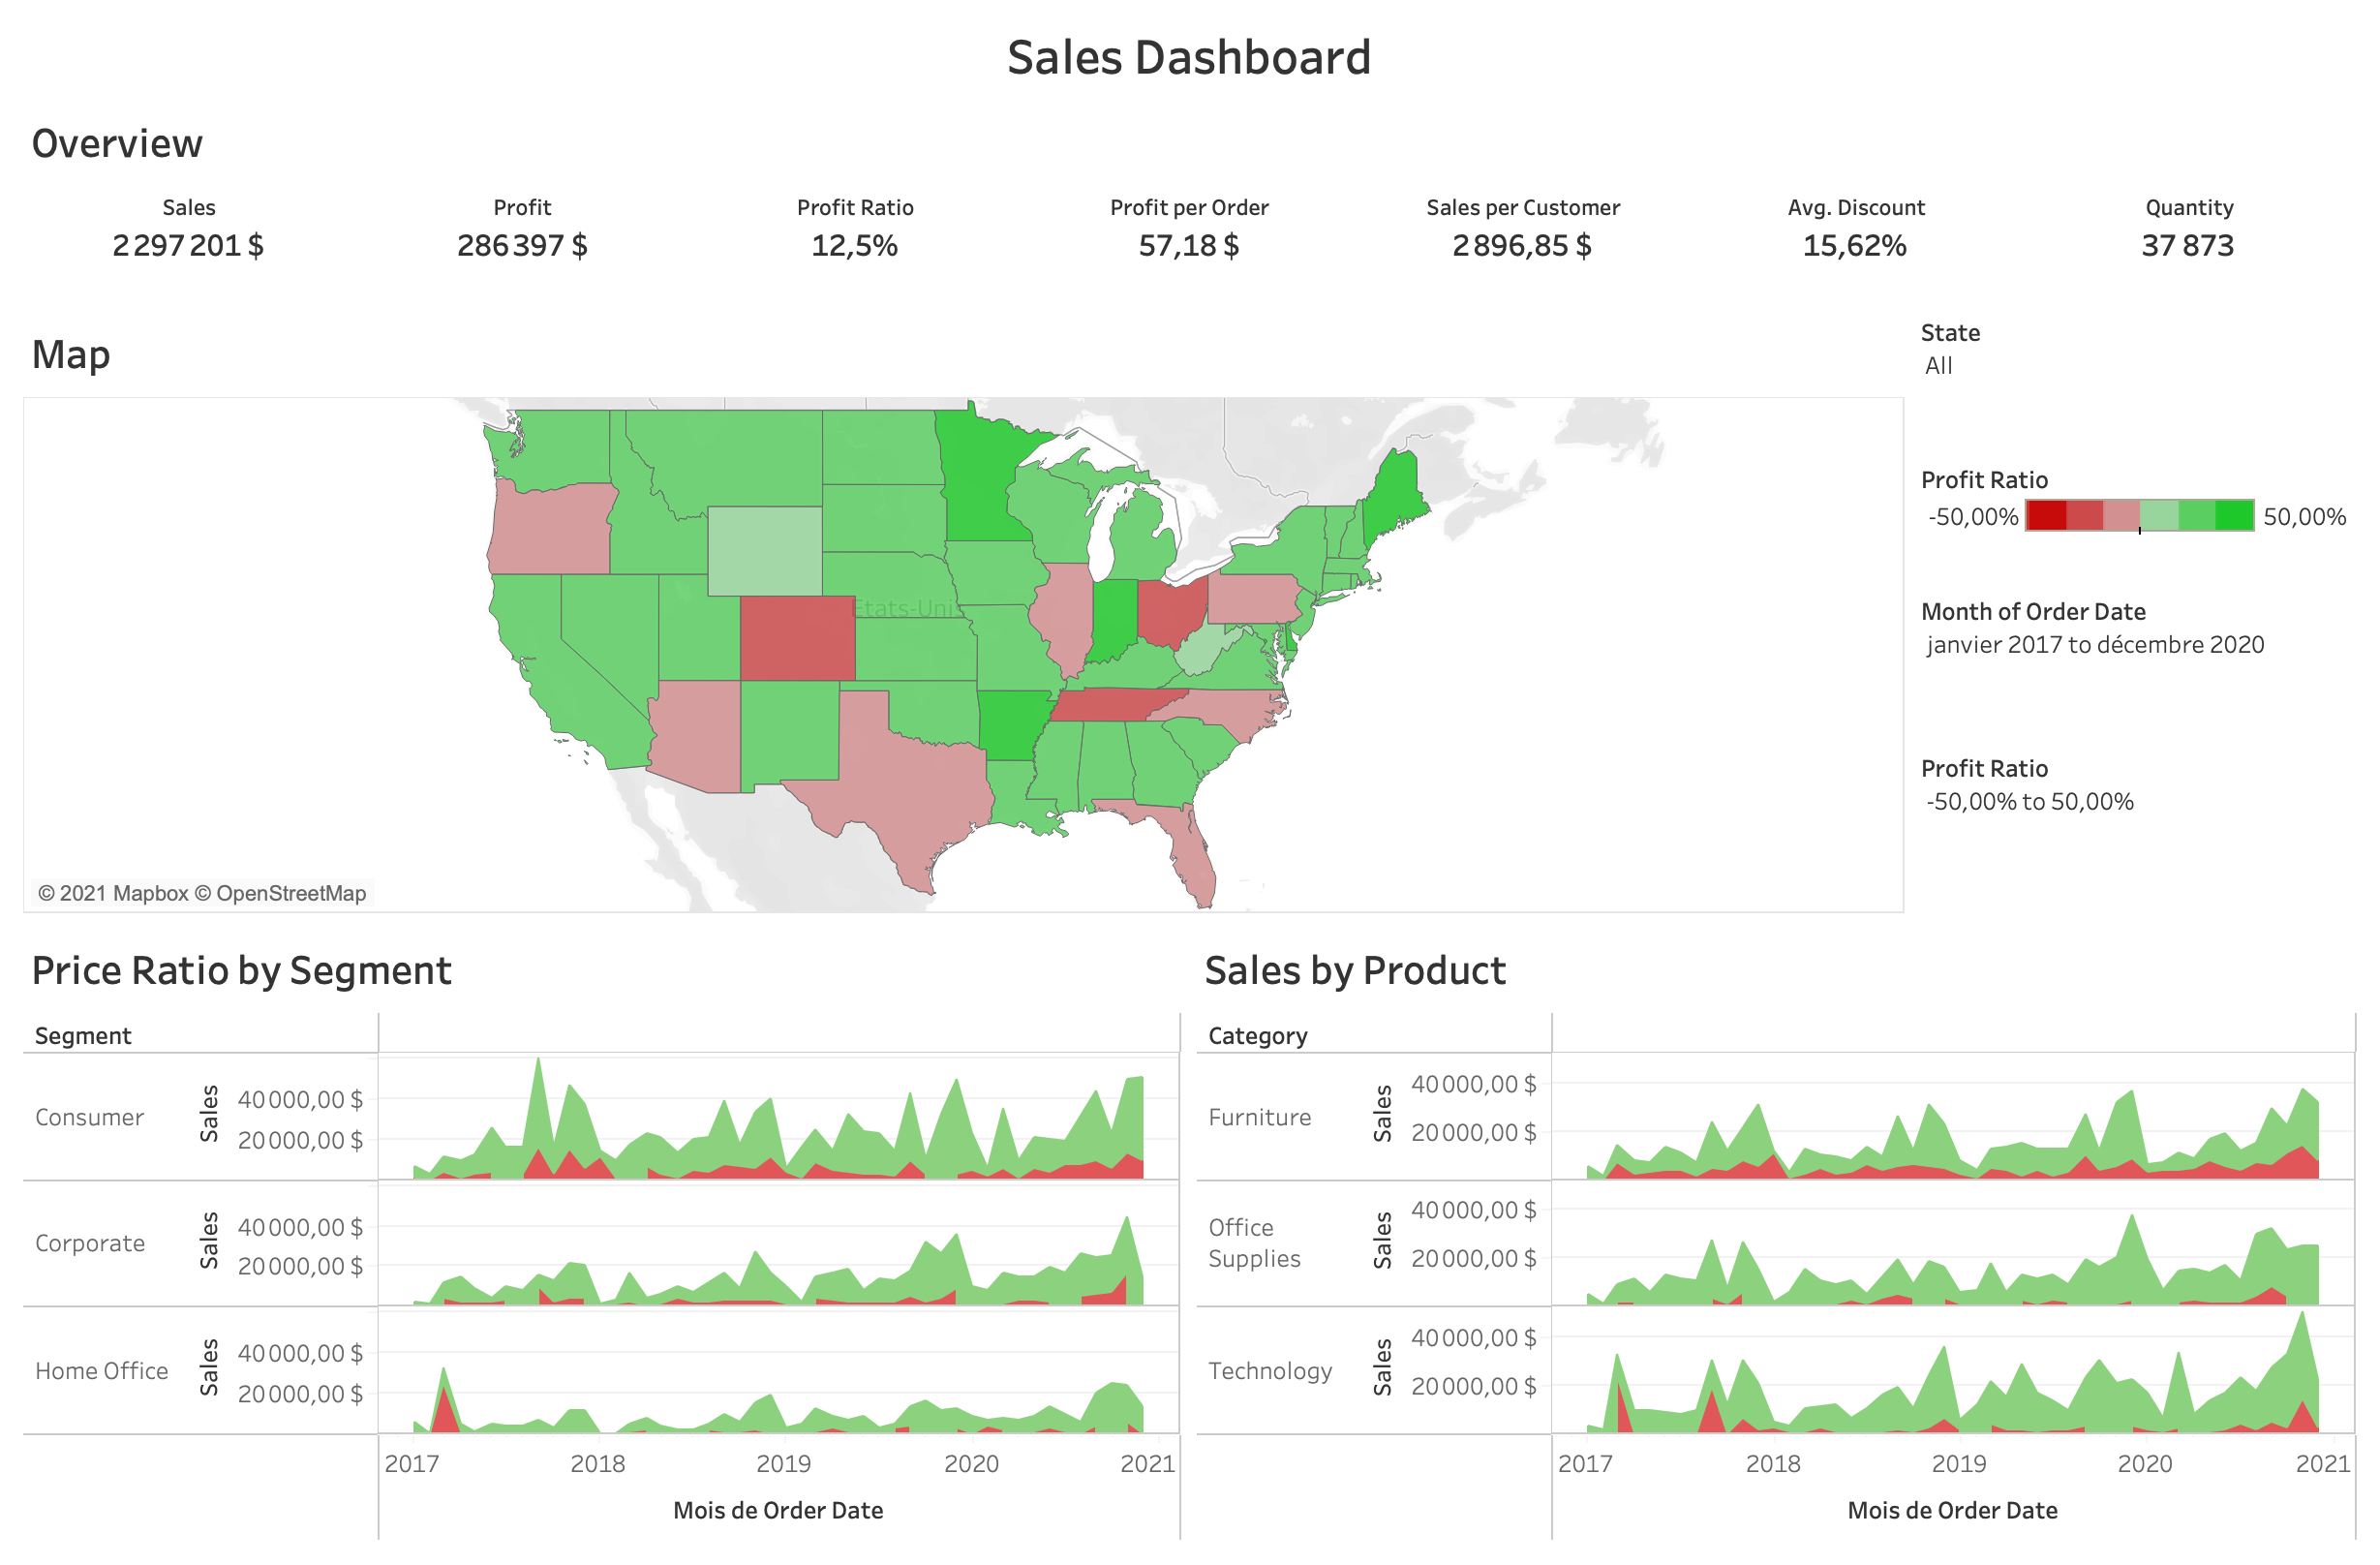 Sales Dashboard
Overview
Sales
2 297 201 $
Profit
286 397 $
Profit Ratio
12,5%
Profit per Order
57,18 $
Sales per Customer
2 896,85 $
Avg. Discount
15,62%
Quantity
37 873
Map
État-Unis
© 2021 Mapbox © OpenStreetMap
State
All
Profit Ratio
-50,00% 50,00%
Month of Order Date
janvier 2017 to décembre 2020
Profit Ratio
-50,00% to 50,00%
Price Ratio by Segment
Segment
Consumer
Sales
40 000,00 $
20 000,00 $
Corporate
Sales
40 000,00 $
20 000,00 $
Home Office
Sales
40 000,00 $
20 000,00 $
2017 2018 2019 2020 2021
Mois de Order Date
Sales by Product
Category
Furniture
Sales
40 000,00 $
20 000,00 $
Office
Supplies
Sales
40 000,00 $
20 000,00 $
Technology
Sales
40 000,00 $
20 000,00 $
2017 2018 2019 2020 2021
Mois de Order Date